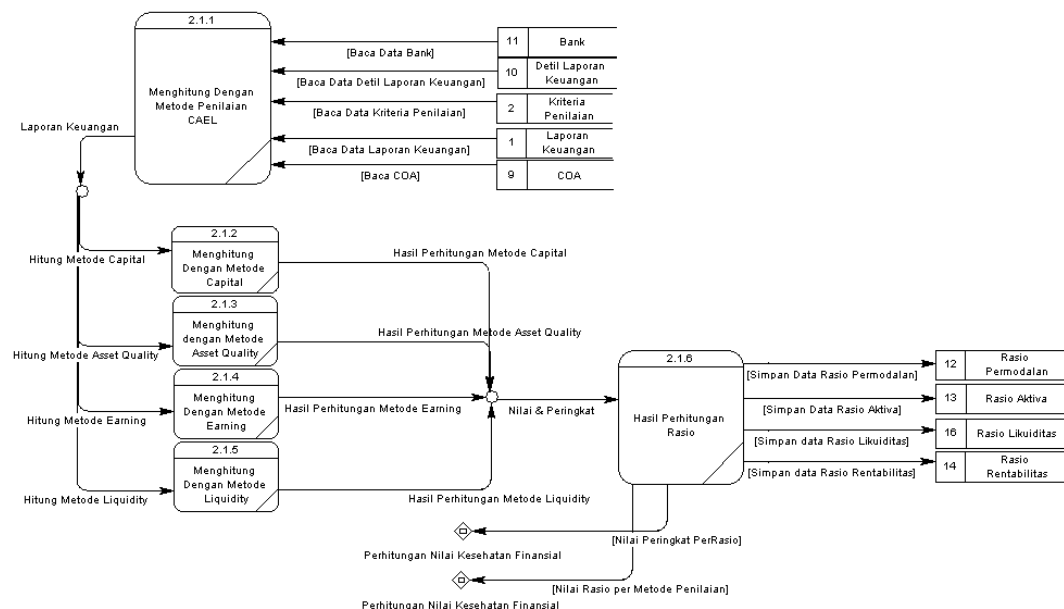 2.1.1
Menghitung Dengan
Metode Penilaian
CAEL
[Baca Data Bank]
11
Bank
[Baca Data Detil Laporan Keuangan]
10
Detil Laporan
Keuangan
[Baca Data Kriteria Penilaian]
2
Kriteria
Penilaian
[Baca Data Laporan Keuangan]
1
Laporan
Keuangan
[Baca COA]
9
COA
Laporan Keuangan
Hitung Metode Capital
2.1.2
Menghitung
Dengan Metode
Capital
Hasil Perhitungan Metode Capital
Hitung Metode Asset Quality
2.1.3
Menghitung
dengan Metode
Asset Quality
Hasil Perhitungan Metode Asset Quality
Hitung Metode Earning
2.1.4
Menghitung
Dengan Metode
Earning
Hasil Perhitungan Metode Earning
Hitung Metode Liquidity
2.1.5
Menghitung
Dengan Metode
Liquidity
Hasil Perhitungan Metode Liquidity
Nilai & Peringkat
2.1.6
Hasil Perhitungan
Rasio
[Simpan Data Rasio Permodalan]
12
Rasio
Permodalan
[Simpan Data Rasio Aktiva]
13
Rasio Aktiva
[Simpan data Rasio Likuiditas]
16
Rasio Likuiditas
[Simpan data Rasio Rentabilitas]
14
Rasio
Rentabilitas
[Nilai Peringkat PerRasio]
Perhitungan Nilai Kesehatan Finansial
[Nilai Rasio per Metode Penilaian]
Perhitungan Nilai Kesehatan Finansial